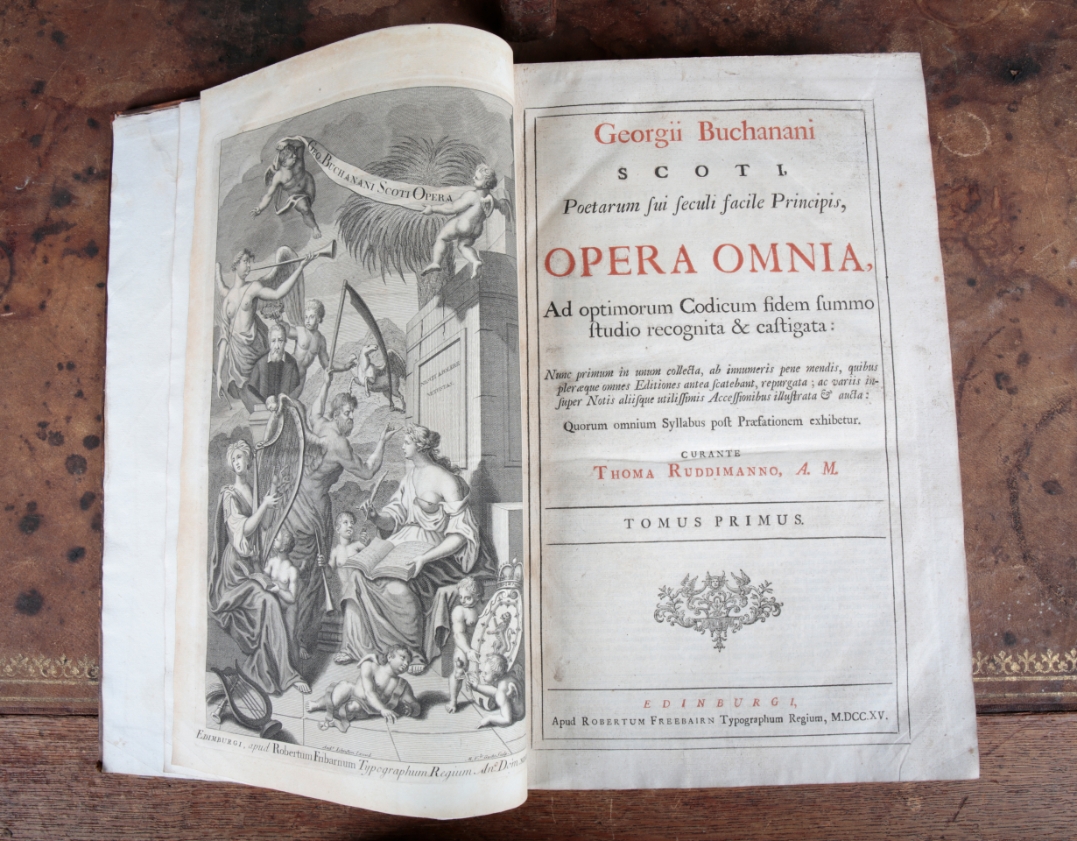 GEO. BUCHANANI SCOTI OPERA
EDINBURGI, apud Robertum Fribarnium Typographum Regium. An°. Dom.
Georgii Buchanani
SCOTI,
Poetarum ſui ſeculi facile Principis,
OPERA OMNIA,
Ad optimorum Codicum fidem ſummo
ſtudio recognita & caſtigata:
Nunc primum in unum collecta, ab innumeris pene mendis, quibus
pleræque omnes Editiones antea ſcatebant, repurgata; ac variis in-
ſuper Notis aliiſque utiliſſimis Acceſſionibus illuſtrata & aucta:
Quorum omnium Syllabus poſt Præfationem exhibetur.
CURANTE
THOMA RUDDIMANNO, A. M.
TOMUS PRIMUS.
EDINBURGI,
Apud ROBERTUM FREEBAIRN Typographum Regium, M.DCC.XV.